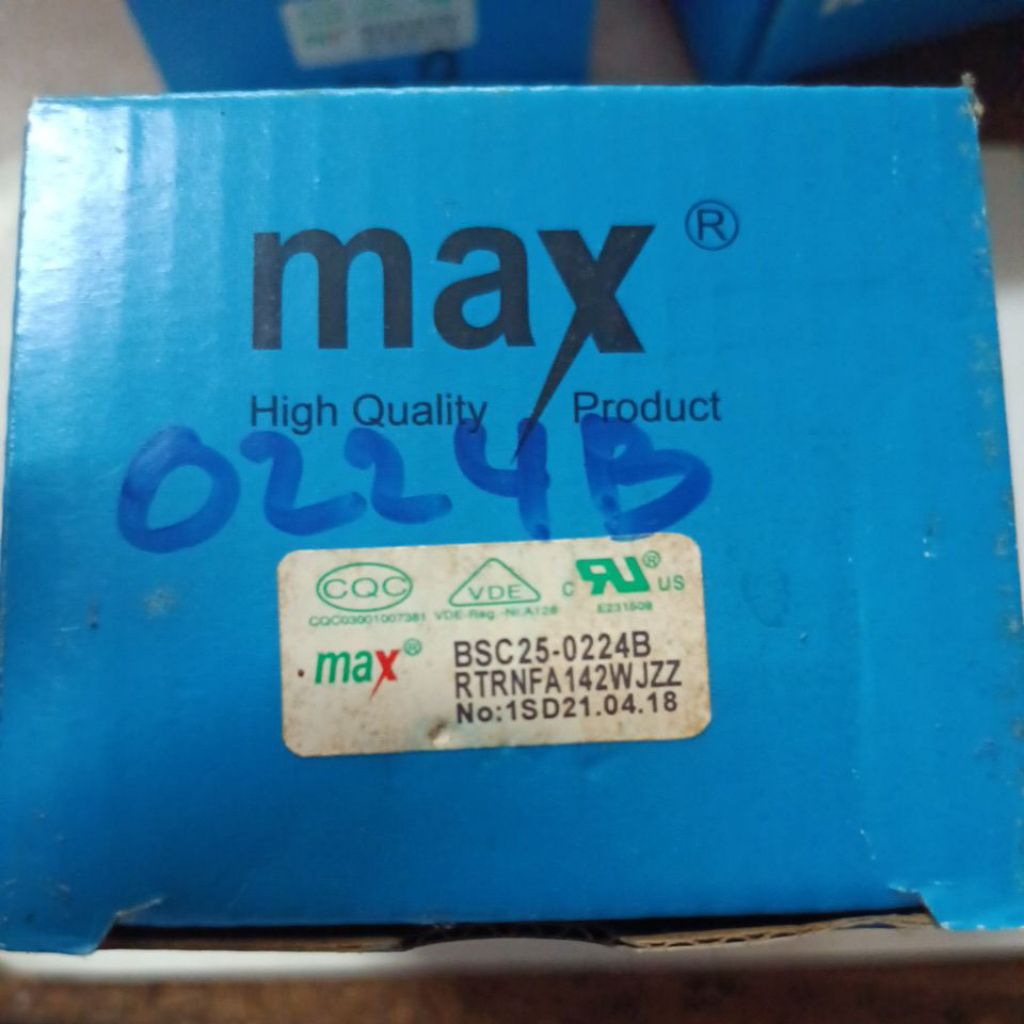 max ®
High Quality Product
0224B
CQC VDE c RU ® US
CQC03001007381 VDE-Reg.-Nr.A128 E231509
max® BSC25-0224B
RTRNFA142WJZZ
No:1SD21.04.18